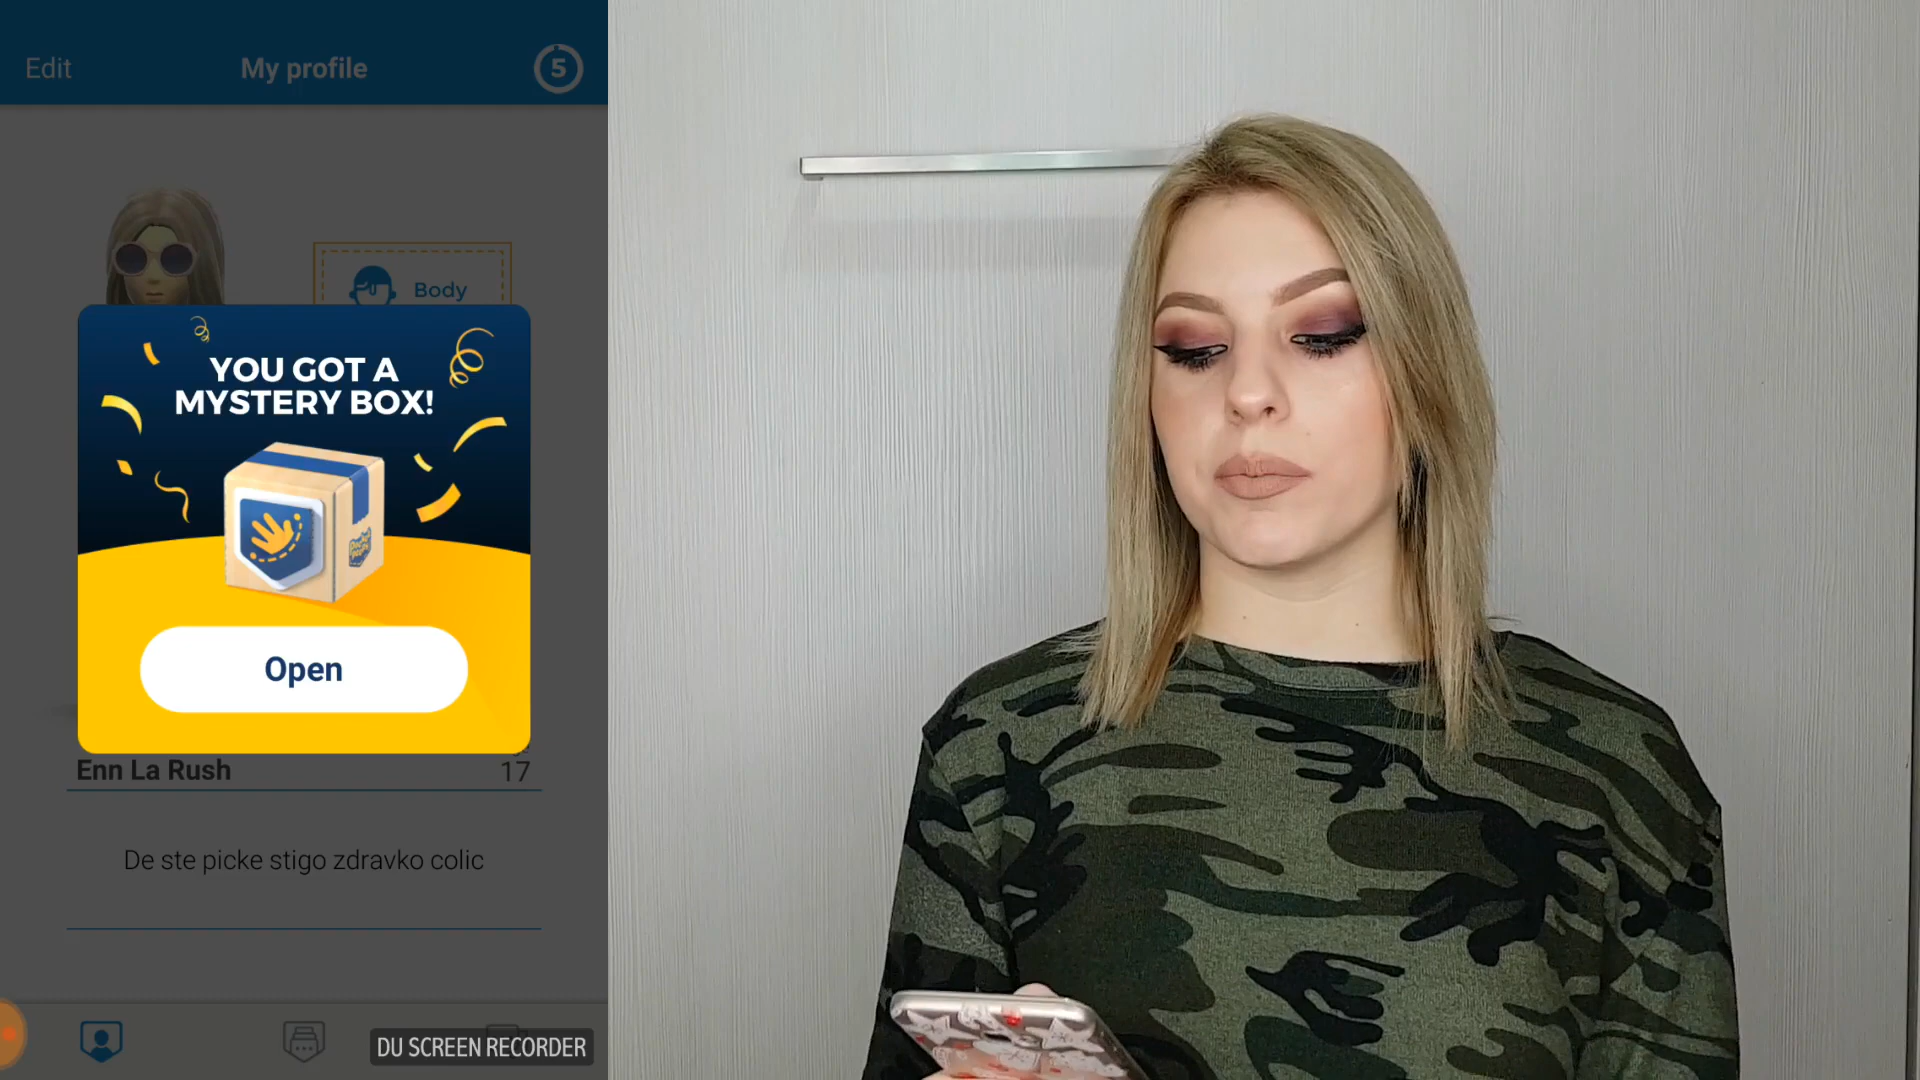 Edit
My profile
5
Body
YOU GOT A
MYSTERY BOX!
Open
Enn La Rush
17
De ste picke stigo zdravko colic
DU SCREEN RECORDER